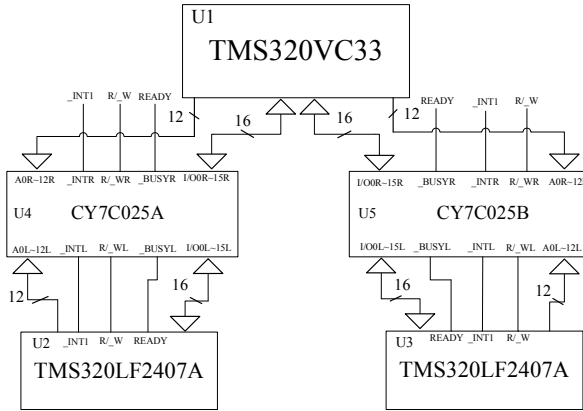 U1
TMS320VC33
_INT1 R/_W READY 12 16 16 12 READY _INT1 R/_W
A0R~12R _INTR R/_WR _BUSYR I/O0R~15R
U4 CY7C025A
A0L~12L _INTL R/_WL _BUSYL I/O0L~15L
I/O0R~15R _BUSYR _INTR R/_WR A0R~12R
U5 CY7C025B
I/O0L~15L _BUSYL _INTL R/_WL A0L~12L
12 16
16 12
U2 _INT1 R/_W READY
TMS320LF2407A
U3 READY _INT1 R/_W
TMS320LF2407A